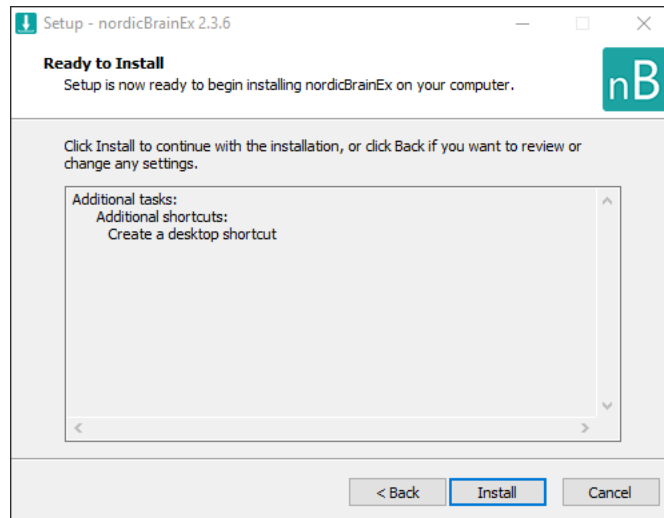 Setup - nordicBrainEx 2.3.6
Ready to Install
Setup is now ready to begin installing nordicBrainEx on your computer.
nB
Click Install to continue with the installation, or click Back if you want to review or
change any settings.
Additional tasks:
Additional shortcuts:
Create a desktop shortcut
< Back
Install
Cancel